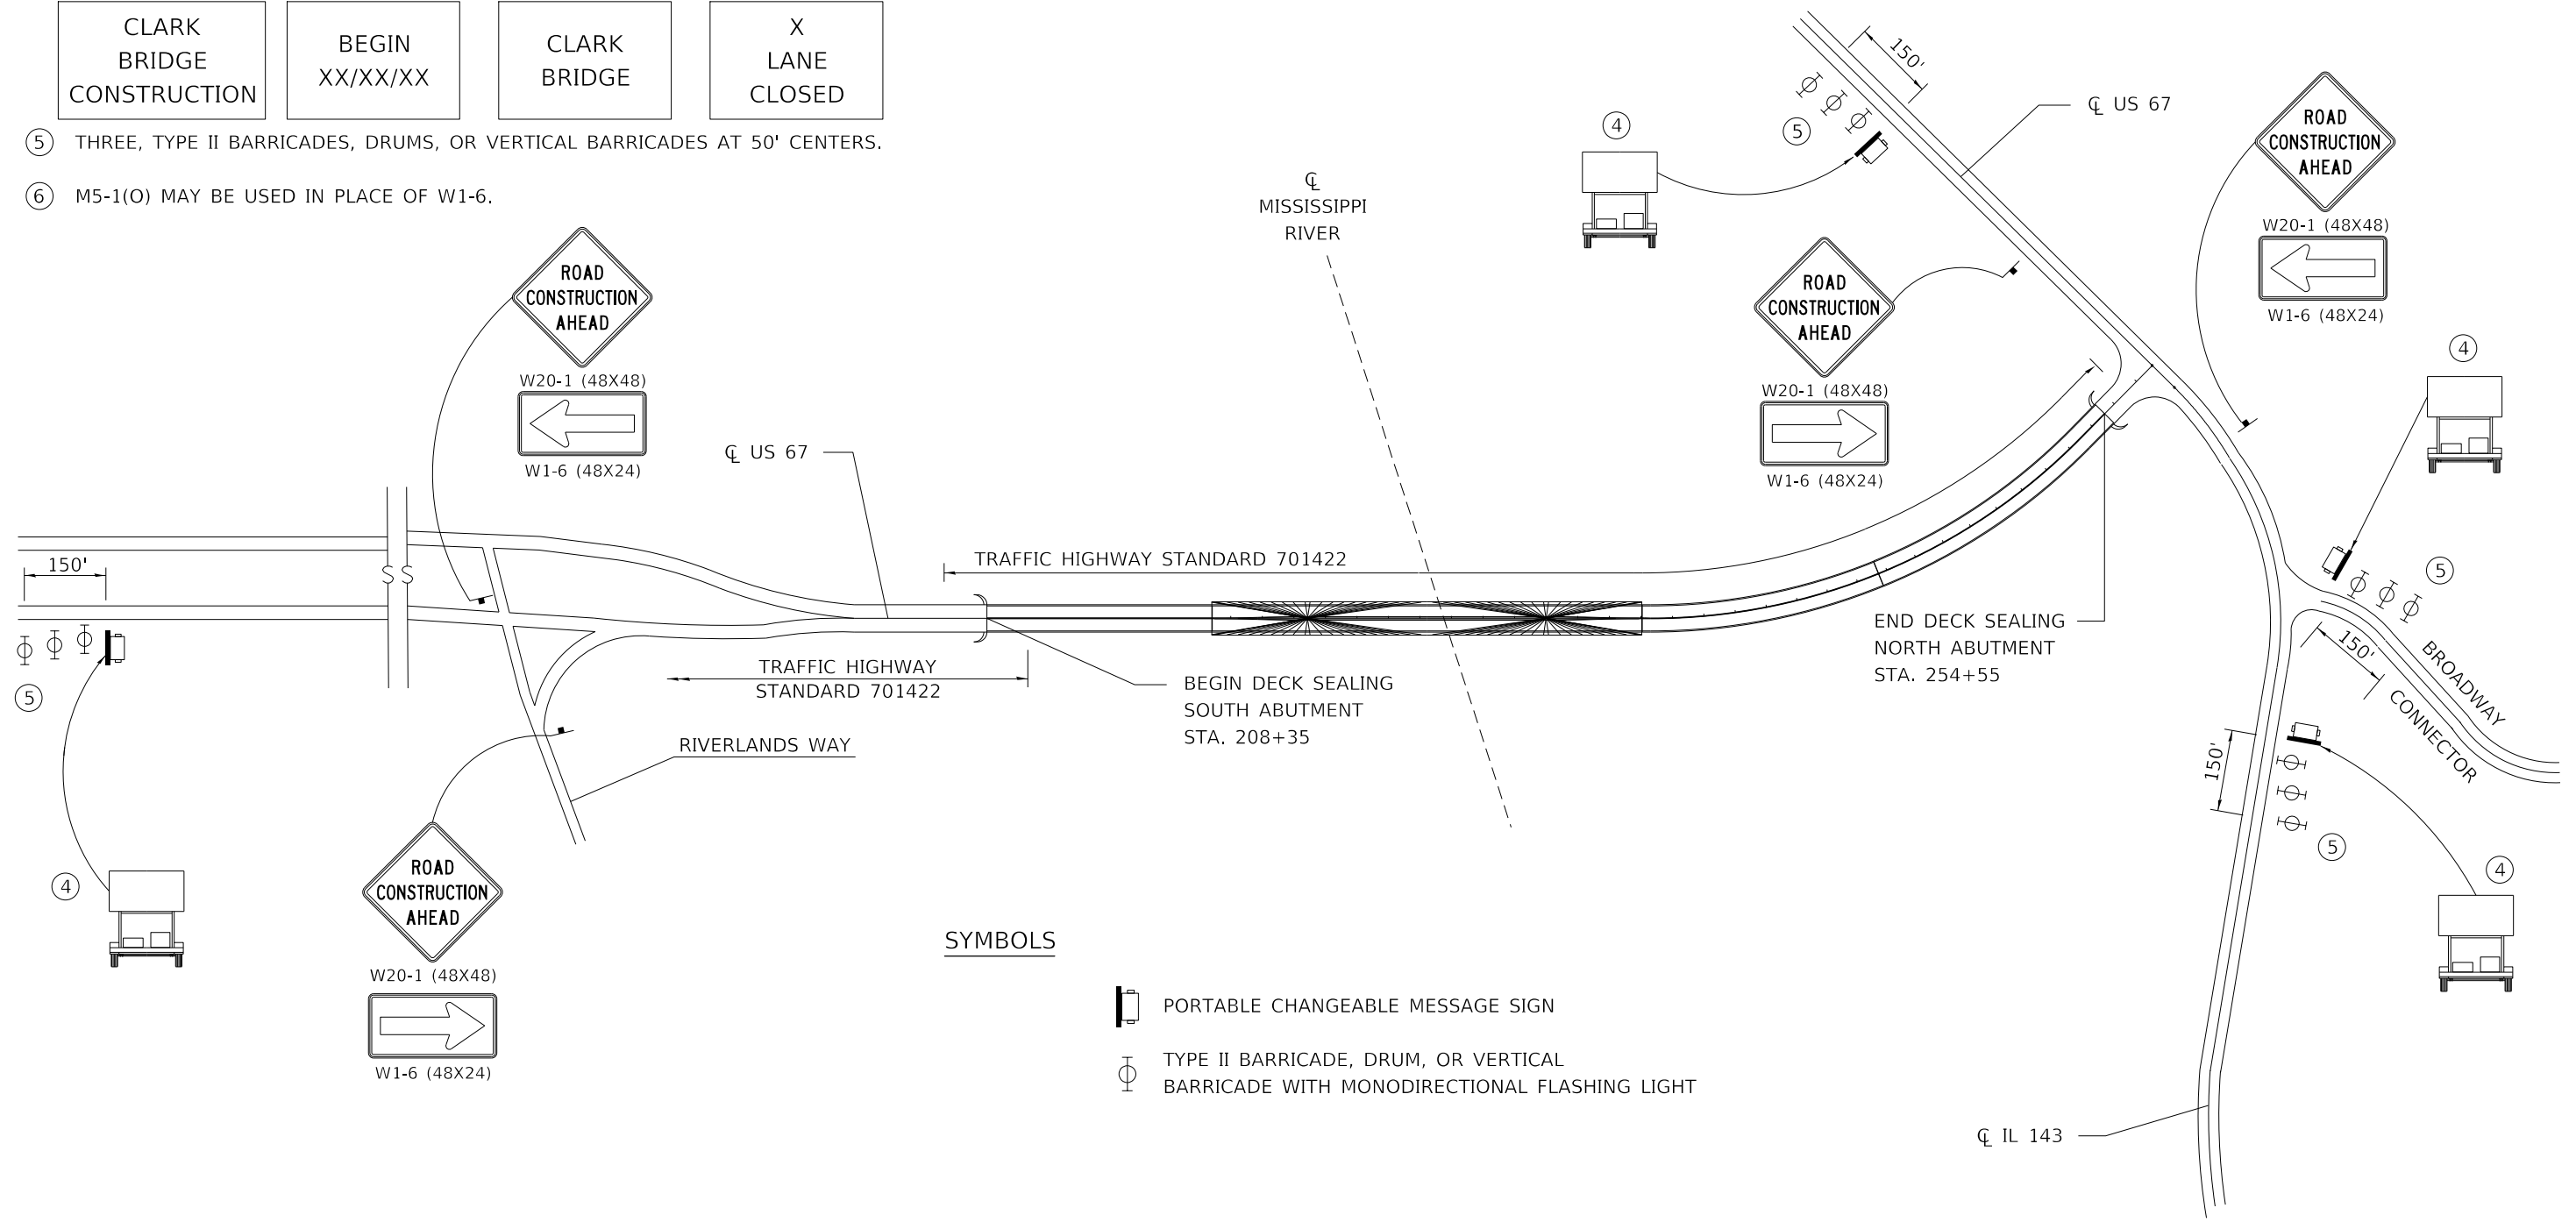 CLARK
BRIDGE
CONSTRUCTION
BEGIN
XX/XX/XX
CLARK
BRIDGE
X
LANE
CLOSED
5 THREE, TYPE II BARRICADES, DRUMS, OR VERTICAL BARRICADES AT 50' CENTERS.
6 M5-1(O) MAY BE USED IN PLACE OF W1-6.
ROAD
CONSTRUCTION
AHEAD
W20-1 (48X48)
W1-6 (48X24)
℄ US 67
150'
5
4
ROAD
CONSTRUCTION
AHEAD
W20-1 (48X48)
W1-6 (48X24)
RIVERLANDS WAY
TRAFFIC HIGHWAY
STANDARD 701422
TRAFFIC HIGHWAY STANDARD 701422
BEGIN DECK SEALING
SOUTH ABUTMENT
STA. 208+35
℄
MISSISSIPPI
RIVER
4
5
150'
℄ US 67
ROAD
CONSTRUCTION
AHEAD
W20-1 (48X48)
W1-6 (48X24)
ROAD
CONSTRUCTION
AHEAD
W20-1 (48X48)
W1-6 (48X24)
4
5
END DECK SEALING
NORTH ABUTMENT
STA. 254+55
150'
BROADWAY
CONNECTOR
150'
5
4
℄ IL 143
SYMBOLS
PORTABLE CHANGEABLE MESSAGE SIGN
TYPE II BARRICADE, DRUM, OR VERTICAL
BARRICADE WITH MONODIRECTIONAL FLASHING LIGHT